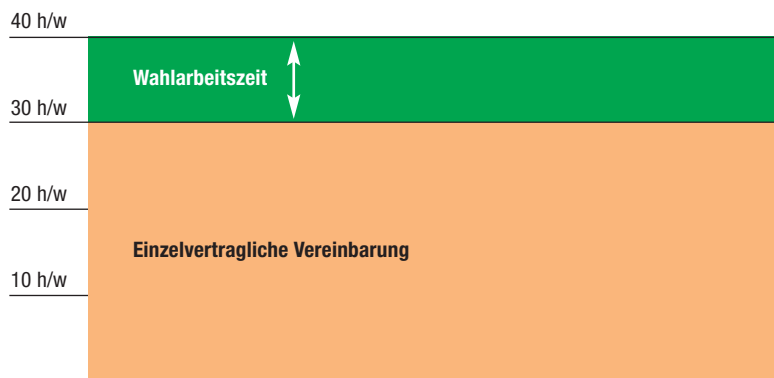 40 h/w
Wahlarbeitszeit
30 h/w
20 h/w
Einzelvertragliche Vereinbarung
10 h/w